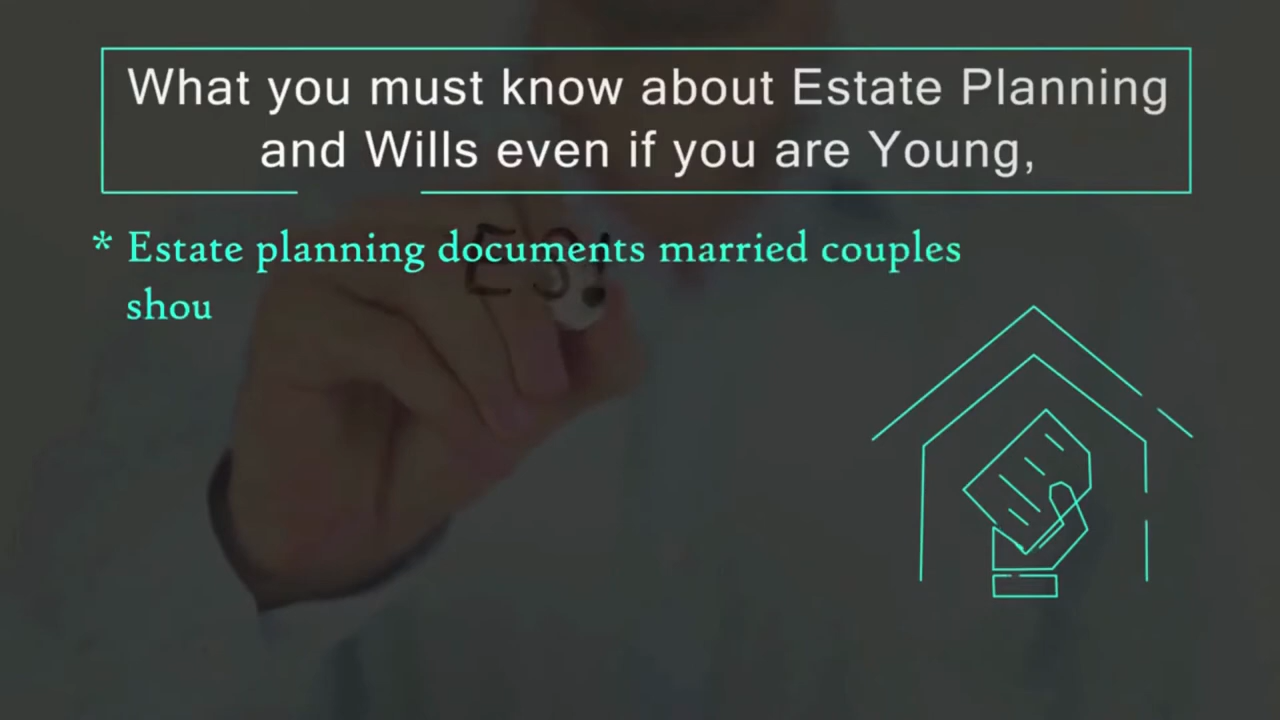 What you must know about Estate Planning
and Wills even if you are Young,
* Estate planning documents married couples
shou